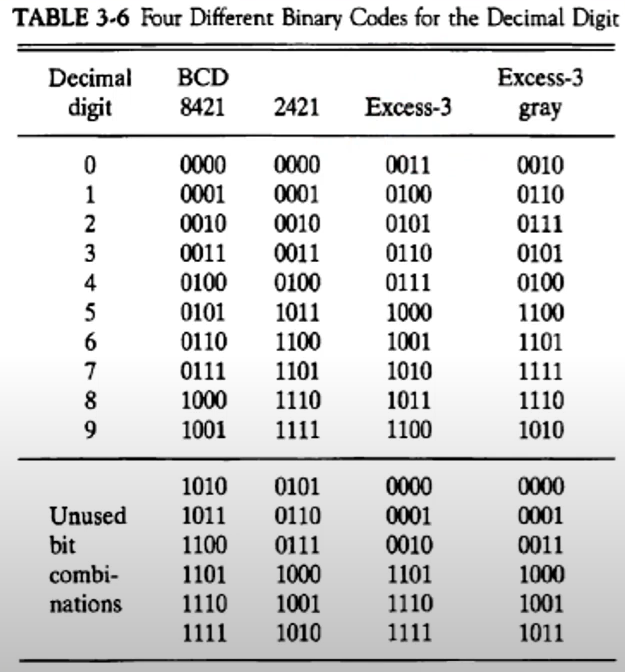 TABLE 3-6 Four Different Binary Codes for the Decimal Digit
Decimal BCD Excess-3
digit 8421 2421 Excess-3 gray
0 0000 0000 0011 0010
1 0001 0001 0100 0110
2 0010 0010 0101 0111
3 0011 0011 0110 0101
4 0100 0100 0111 0100
5 0101 1011 1000 1100
6 0110 1100 1001 1101
7 0111 1101 1010 1111
8 1000 1110 1011 1110
9 1001 1111 1100 1010
1010 0101 0000 0000
Unused 1011 0110 0001 0001
bit 1100 0111 0010 0011
combi- 1101 1000 1101 1000
nations 1110 1001 1110 1001
1111 1010 1111 1011